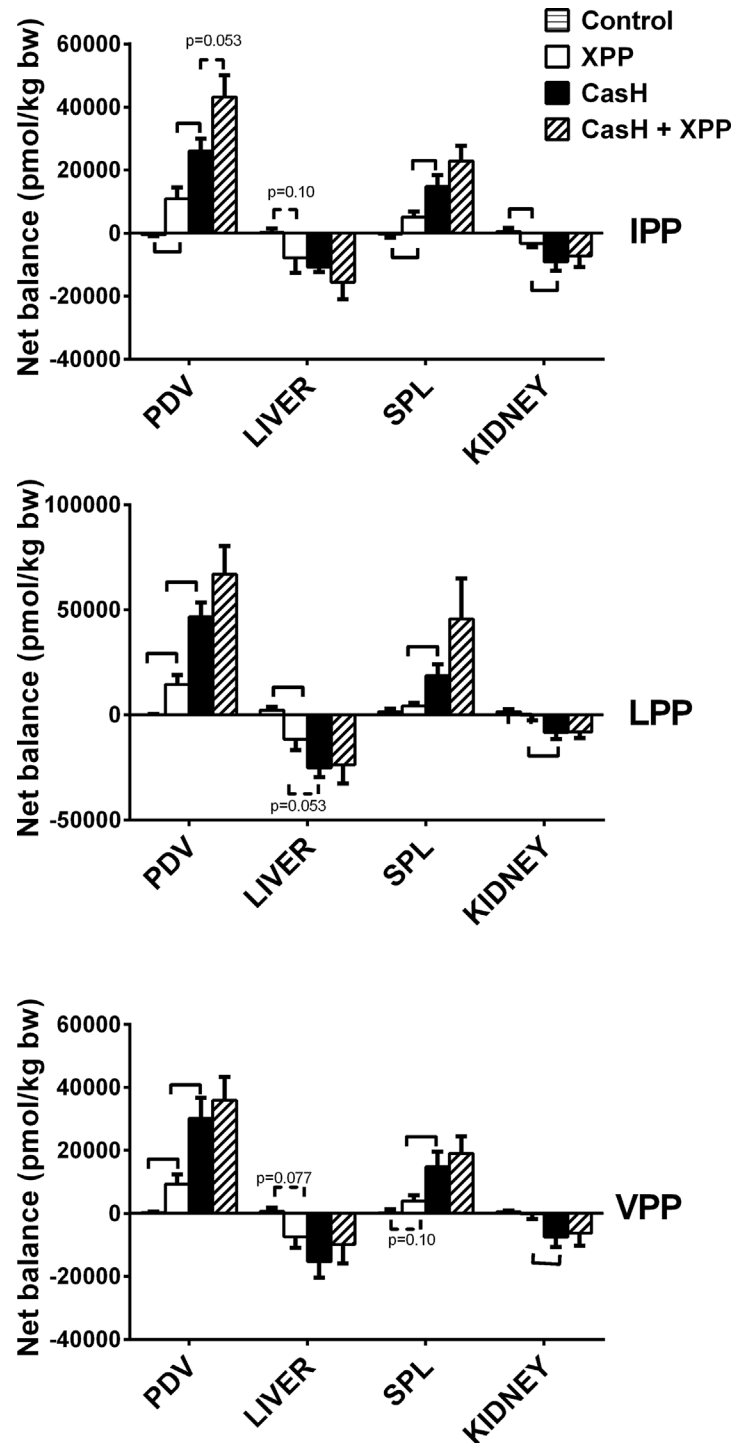 Control
XPP
CasH
CasH + XPP
Net balance (pmol/kg bw)
60000
40000
20000
0
-20000
-40000
p=0.053
p=0.10
IPP
PDV
LIVER
SPL
KIDNEY
Net balance (pmol/kg bw)
100000
50000
0
-50000
p=0.053
LPP
PDV
LIVER
SPL
KIDNEY
Net balance (pmol/kg bw)
60000
40000
20000
0
-20000
-40000
p=0.077
p=0.10
VPP
PDV
LIVER
SPL
KIDNEY